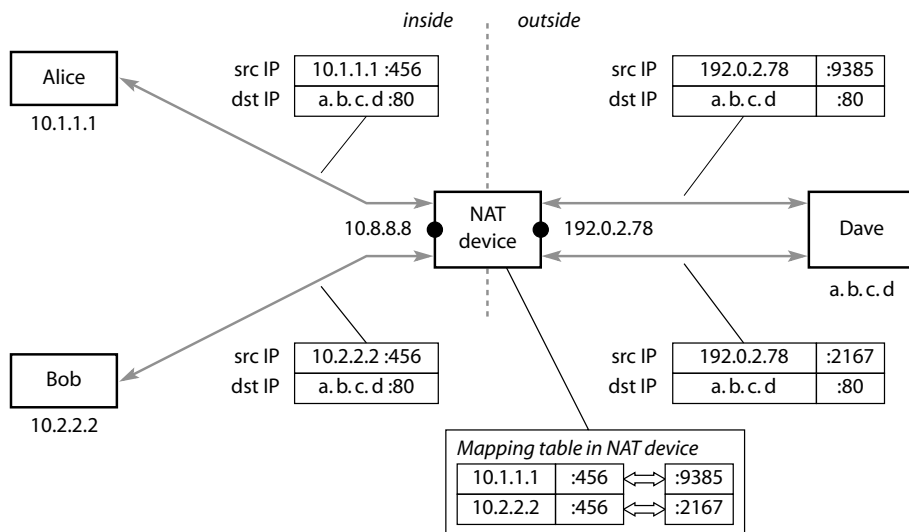 inside outside
Alice
10.1.1.1
src IP 10.1.1.1 :456
dst IP a. b. c. d :80
src IP 192.0.2.78 :9385
dst IP a. b. c. d :80
10.8.8.8
NAT
device
192.0.2.78
Dave
a. b. c. d
src IP 10.2.2.2 :456
dst IP a. b. c. d :80
src IP 192.0.2.78 :2167
dst IP a. b. c. d :80
Bob
10.2.2.2
Mapping table in NAT device
10.1.1.1 :456 :9385
10.2.2.2 :456 :2167